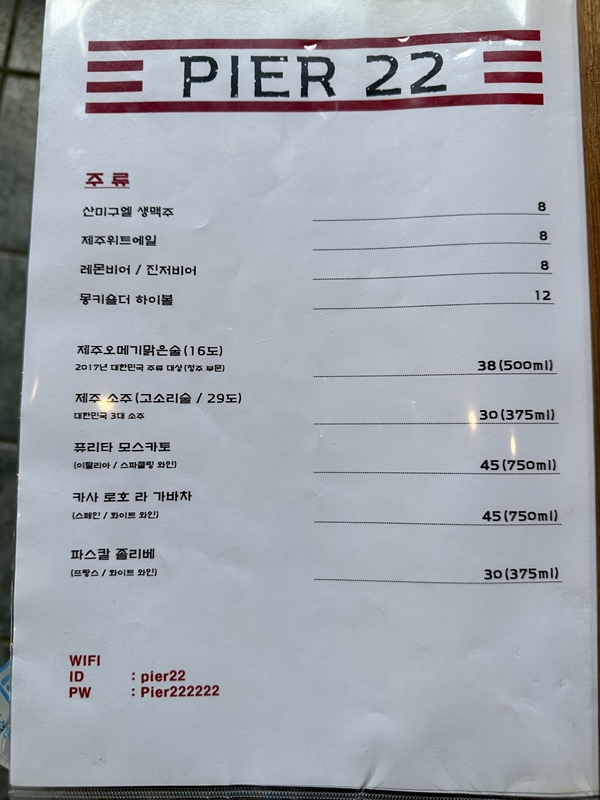 PIER 22
주 류
산미구엘 생맥주 8
제주위트에일 8
레몬비어 / 진저비어 8
몽키숄더 하이볼 12
제주오메기맑은술(16도)
2017년 대한민국 주류 대상(청주 부문) 38(500ml)
제주 소주(고소리술 / 29도)
대한민국 3대 소주 30(375ml)
퓨리타 모스카토
(이탈리아 / 스파클링 와인) 45(750ml)
카사 로호 라 가바차
(스페인 / 화이트 와인) 45(750ml)
파스칼 졸리베
(프랑스 / 화이트 와인) 30(375ml)
WIFI
ID : pier22
PW : Pier222222